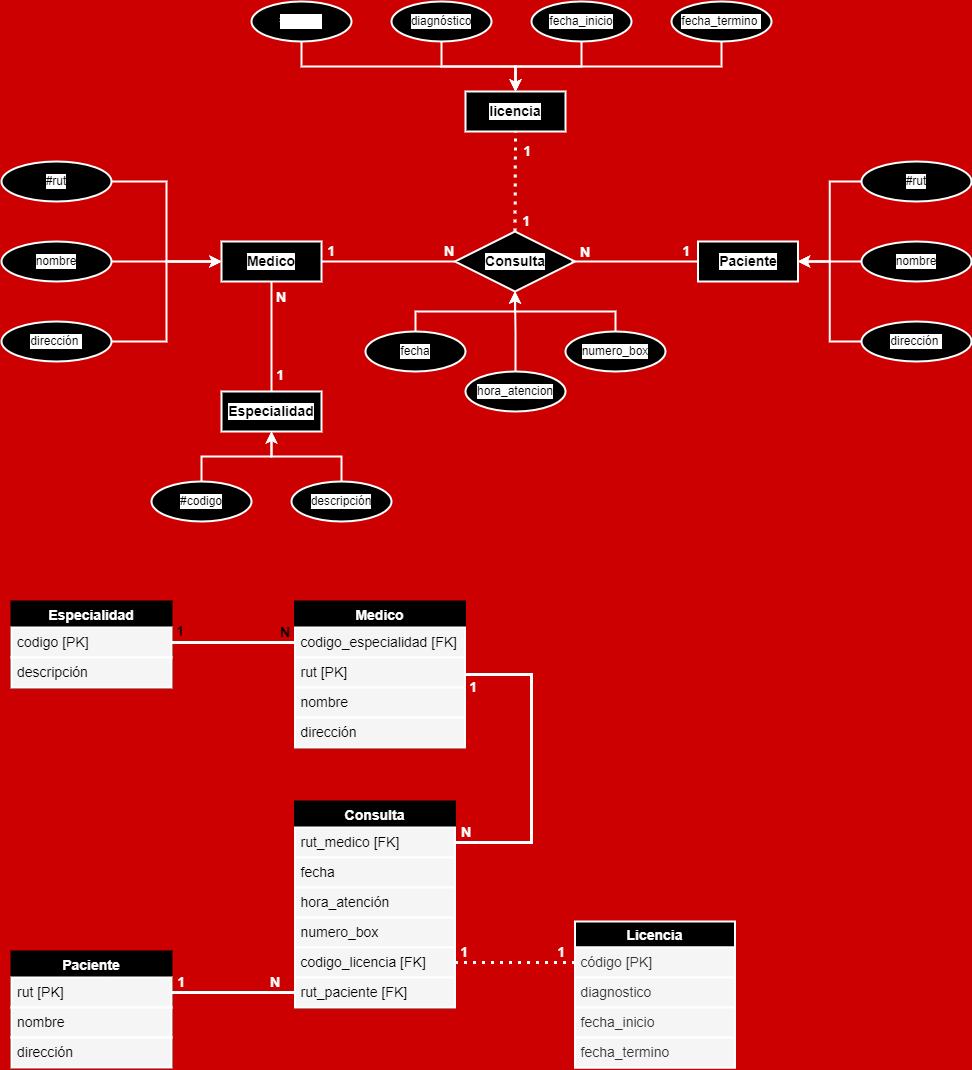 diagnóstico
fecha_inicio
fecha_termino
licencia
1
1
#rut
nombre
dirección
Medico
1
N
Consulta
N
1
Paciente
#rut
nombre
dirección
N
1
fecha
hora_atencion
numero_box
Especialidad
#codigo
descripción
Especialidad
codigo [PK]
descripción
1
N
Medico
codigo_especialidad [FK]
rut [PK]
nombre
dirección
1
N
Consulta
rut_medico [FK]
fecha
hora_atención
numero_box
codigo_licencia [FK]
rut_paciente [FK]
1
1
Licencia
código [PK]
diagnostico
fecha_inicio
fecha_termino
Paciente
rut [PK]
nombre
dirección
1
N